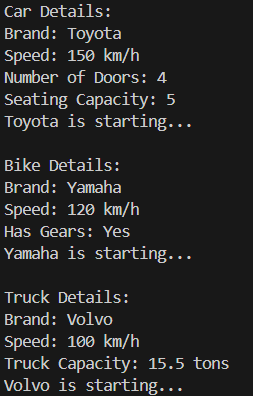 Car Details:
Brand: Toyota
Speed: 150 km/h
Number of Doors: 4
Seating Capacity: 5
Toyota is starting...
Bike Details:
Brand: Yamaha
Speed: 120 km/h
Has Gears: Yes
Yamaha is starting...
Truck Details:
Brand: Volvo
Speed: 100 km/h
Truck Capacity: 15.5 tons
Volvo is starting...